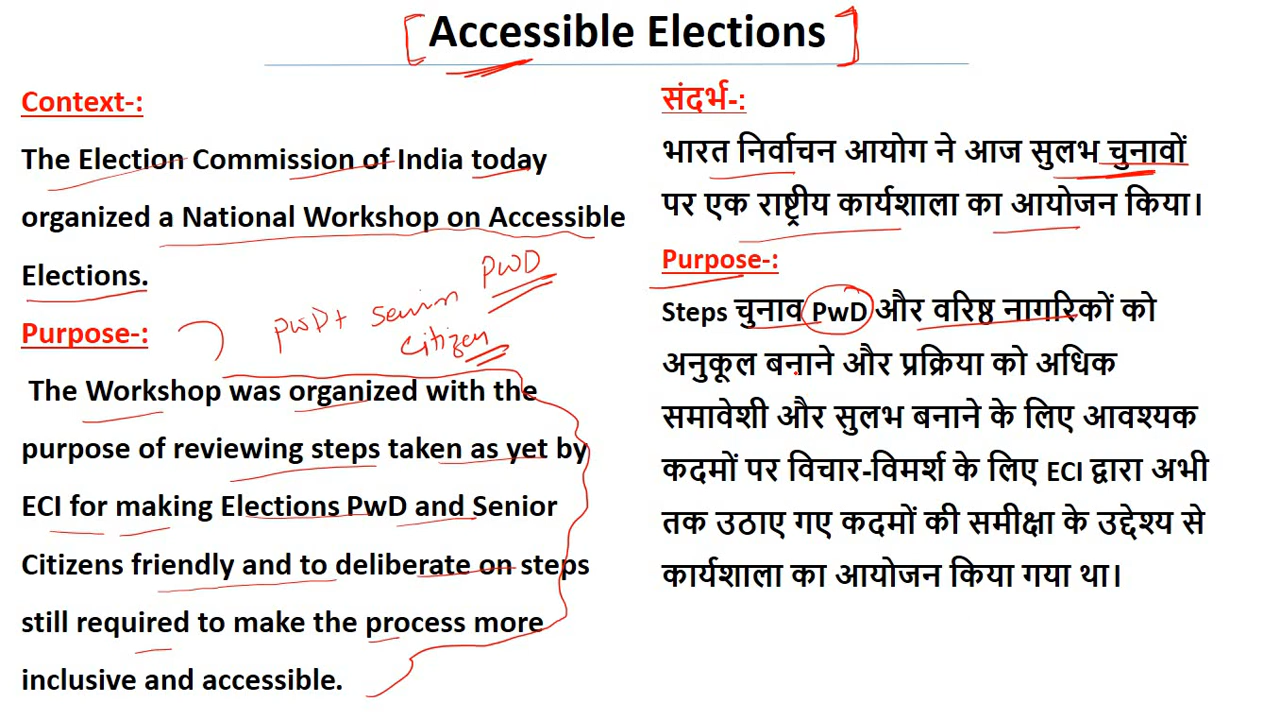 Accessible Elections
Context-:
The Election Commission of India today
organized a National Workshop on Accessible
Elections.
Purpose-:
PwD
pwD+ senior
citizen
The Workshop was organized with the
purpose of reviewing steps taken as yet by
ECI for making Elections PwD and Senior
Citizens friendly and to deliberate on steps
still required to make the process more
inclusive and accessible.
संदर्भ-:
भारत निर्वाचन आयोग ने आज सुलभ चुनावों
पर एक राष्ट्रीय कार्यशाला का आयोजन किया।
Purpose-:
Steps चुनाव PwD और वरिष्ठ नागरिकों को
अनुकूल बनाने और प्रक्रिया को अधिक
समावेशी और सुलभ बनाने के लिए आवश्यक
कदमों पर विचार-विमर्श के लिए ECI द्वारा अभी
तक उठाए गए कदमों की समीक्षा के उद्देश्य से
कार्यशाला का आयोजन किया गया था।